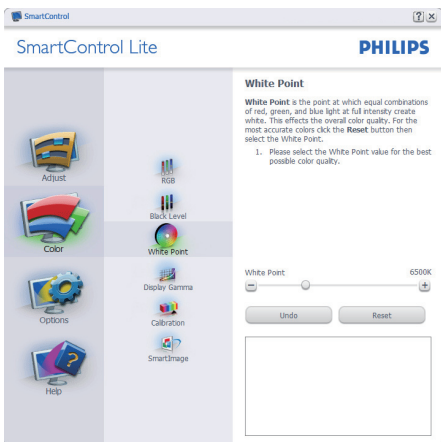 SmartControl
SmartControl Lite
PHILIPS
Adjust
Color
Options
Help
RGB
Black Level
White Point
Display Gamma
Calibration
SmartImage
White Point
White Point is the point at which equal combinations
of red, green, and blue light at full intensity create
white. This effects the overall color quality. For the
most accurate colors click the Reset button then
select the White Point.
1. Please select the White Point value for the best
possible color quality.
White Point 6500K
Undo Reset